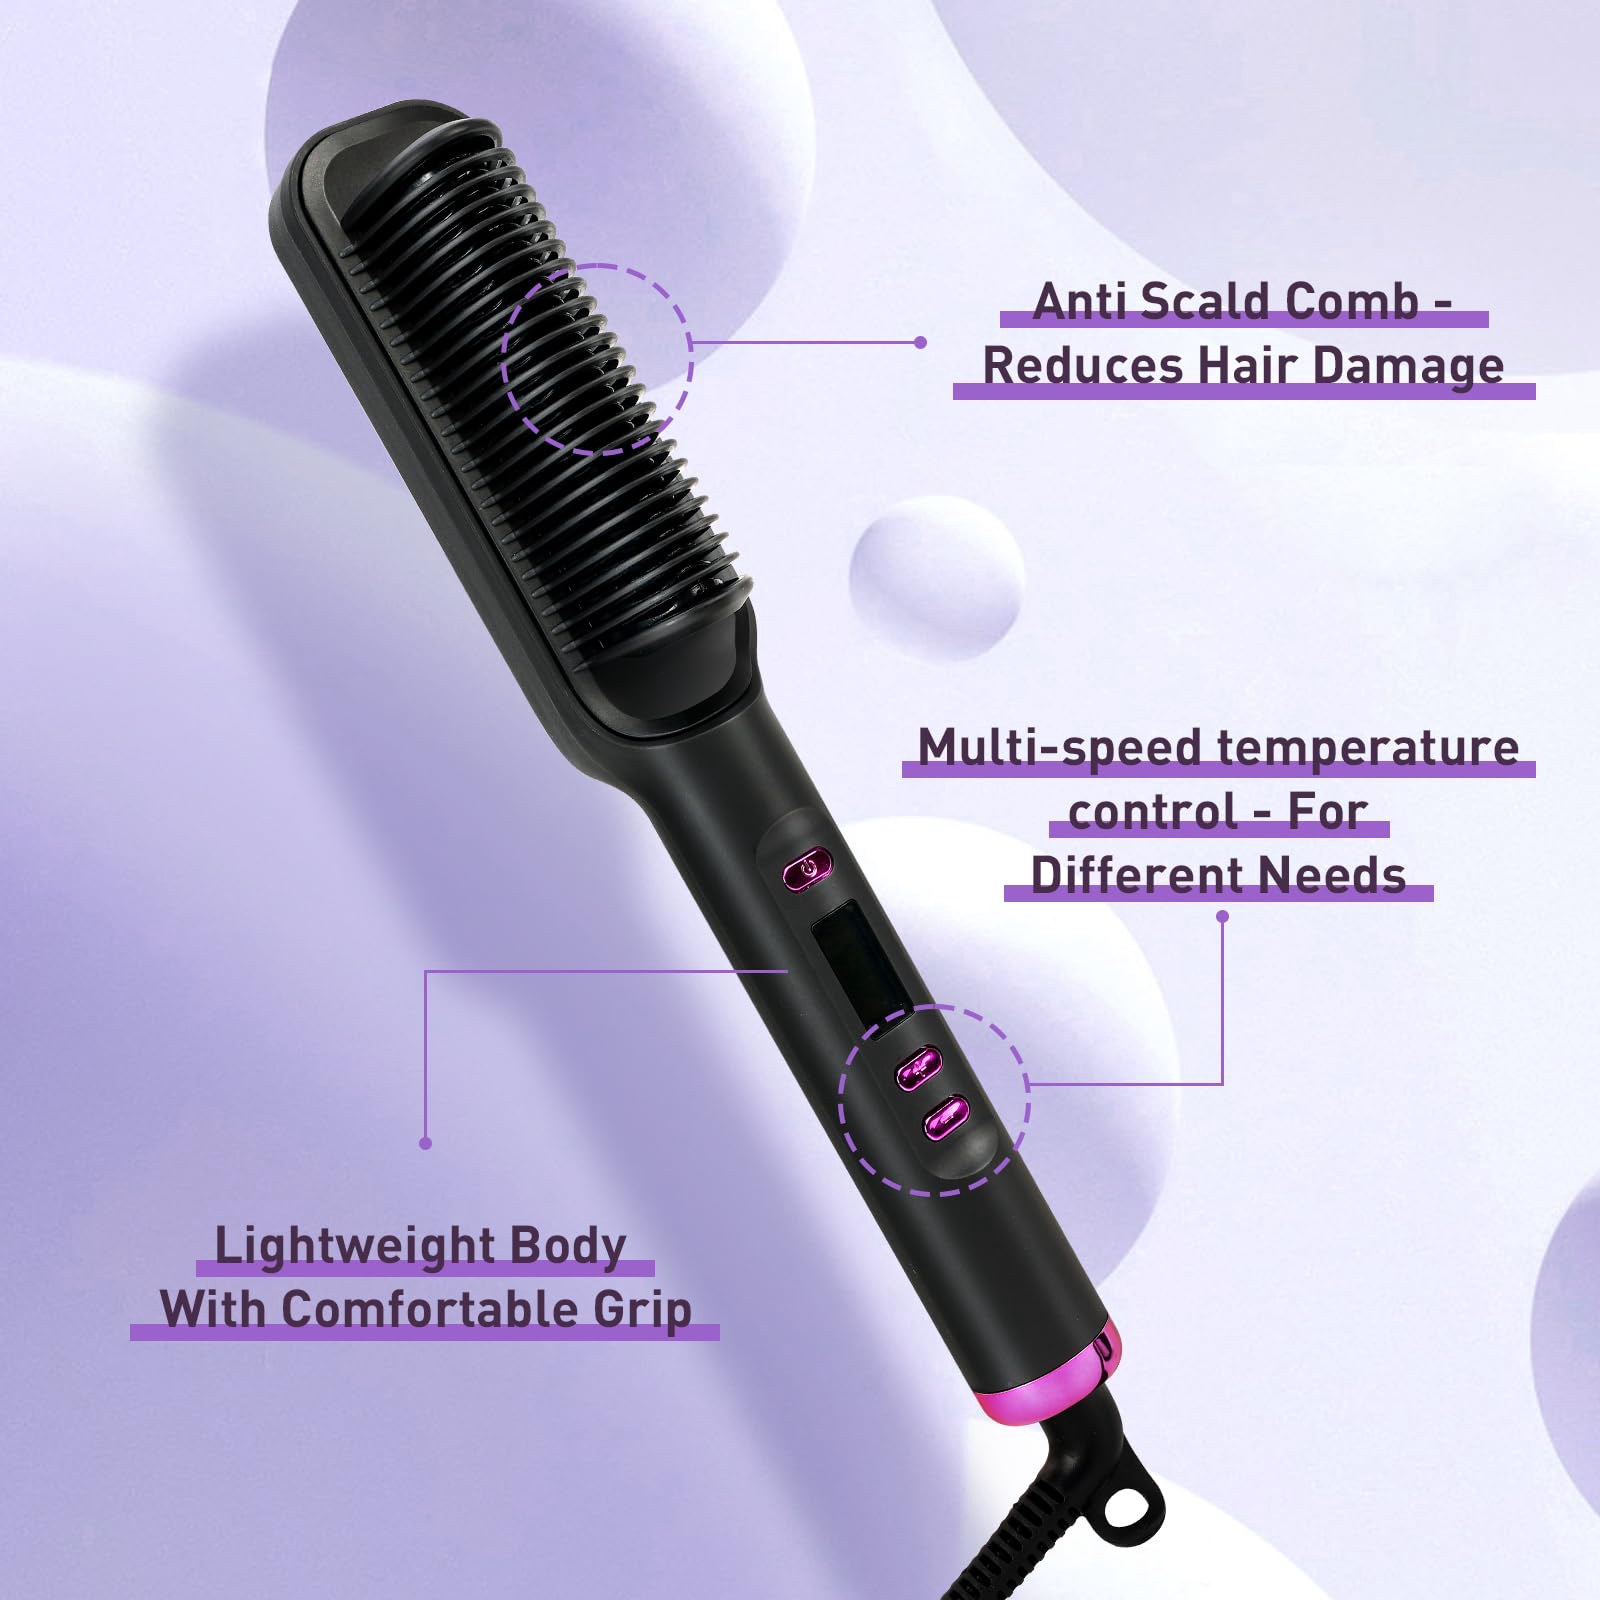 Anti Scald Comb -
Reduces Hair Damage
Multi-speed temperature
control - For
Different Needs
Lightweight Body
With Comfortable Grip